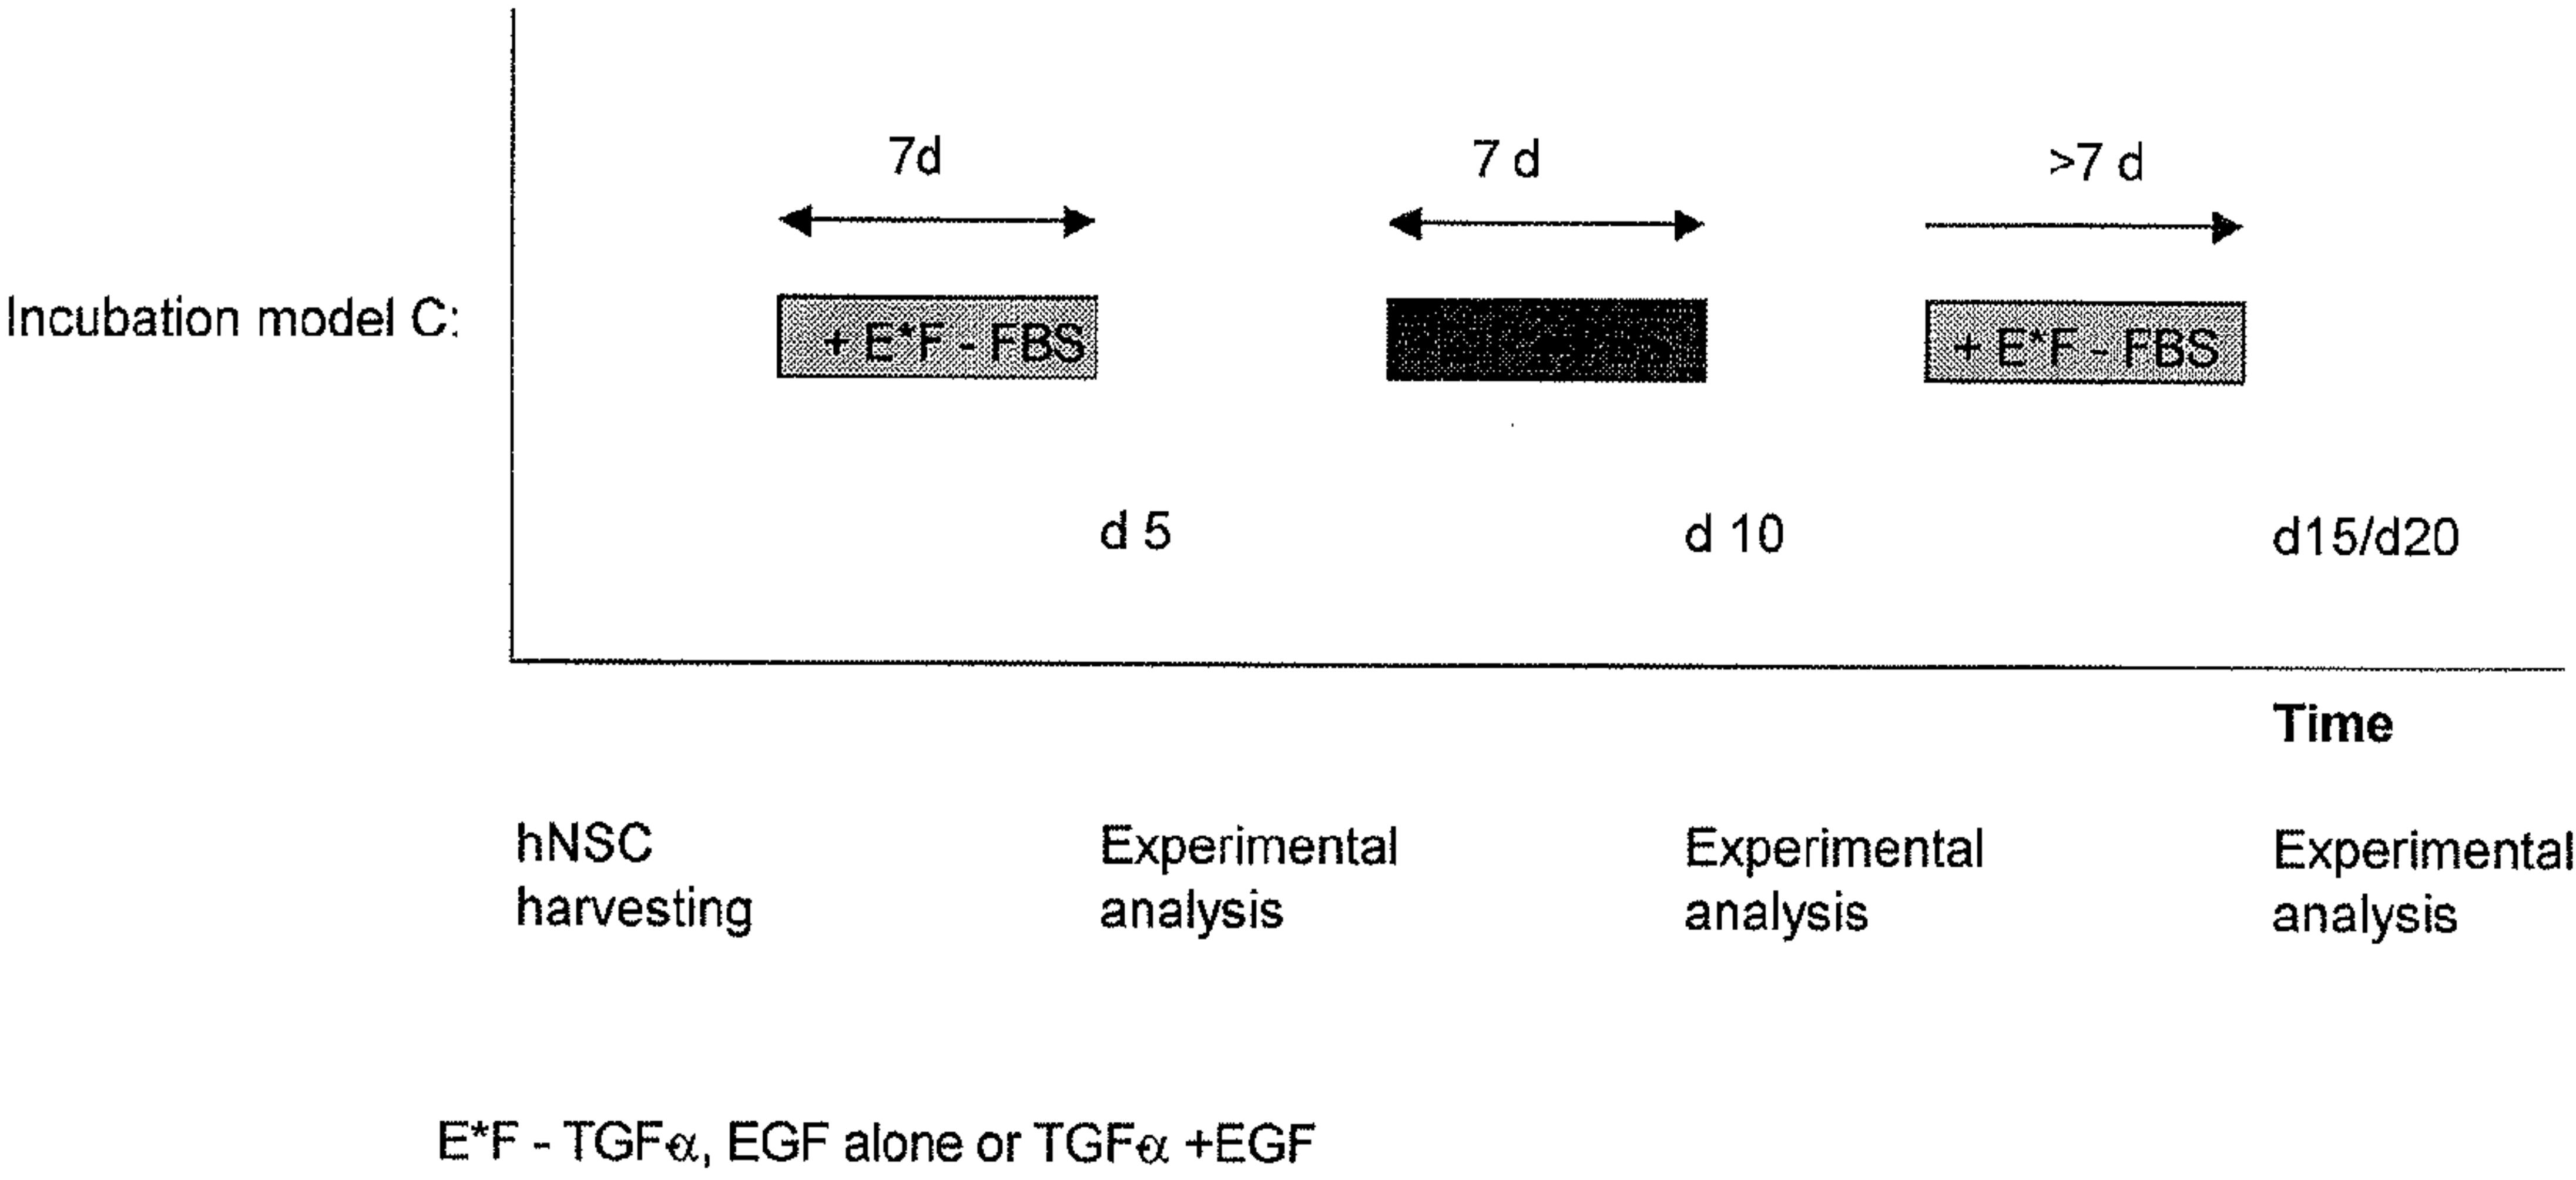 7d
7 d
>7 d
Incubation model C:
+ E*F - FBS
+ E*F - FBS
d 5
d 10
d15/d20
Time
hNSC
harvesting
Experimental
analysis
Experimental
analysis
Experimental
analysis
E*F - TGFα, EGF alone or TGFα +EGF